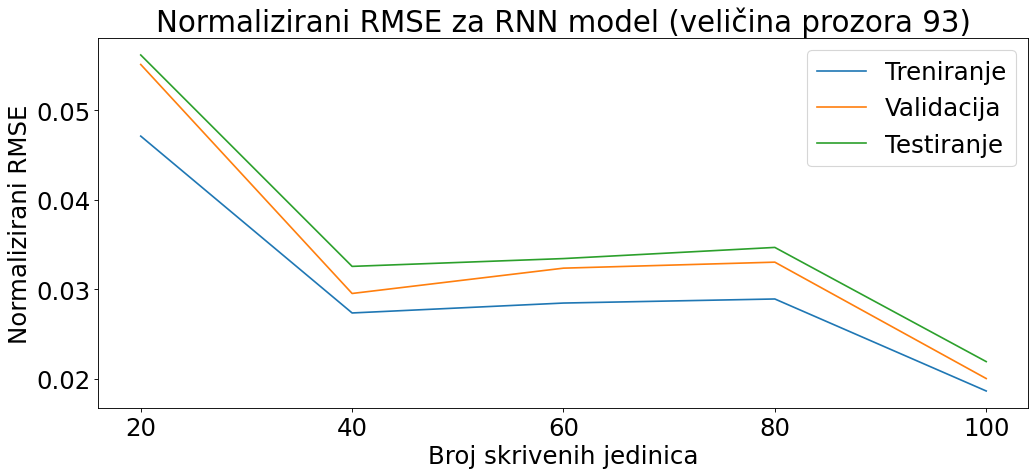 Normalizirani RMSE za RNN model (veličina prozora 93)
Treniranje
Validacija
Testiranje
Normalizirani RMSE
0.05
0.04
0.03
0.02
20 40 60 80 100
Broj skrivenih jedinica